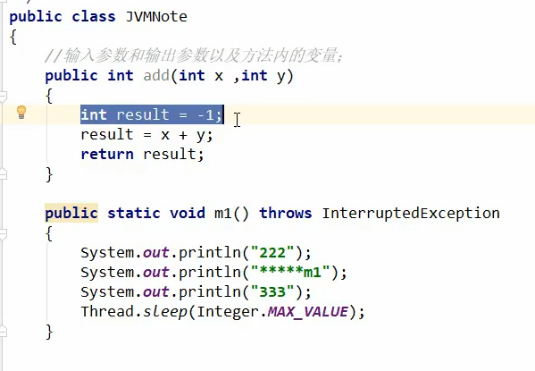 public class JVMNote
{
//输入参数和输出参数以及方法内的变量;
public int add(int x ,int y)
{
int result = -1;
result = x + y;
return result;
}
public static void m1() throws InterruptedException
{
System.out.println("222");
System.out.println("*****m1");
System.out.println("333");
Thread.sleep(Integer.MAX_VALUE);
}